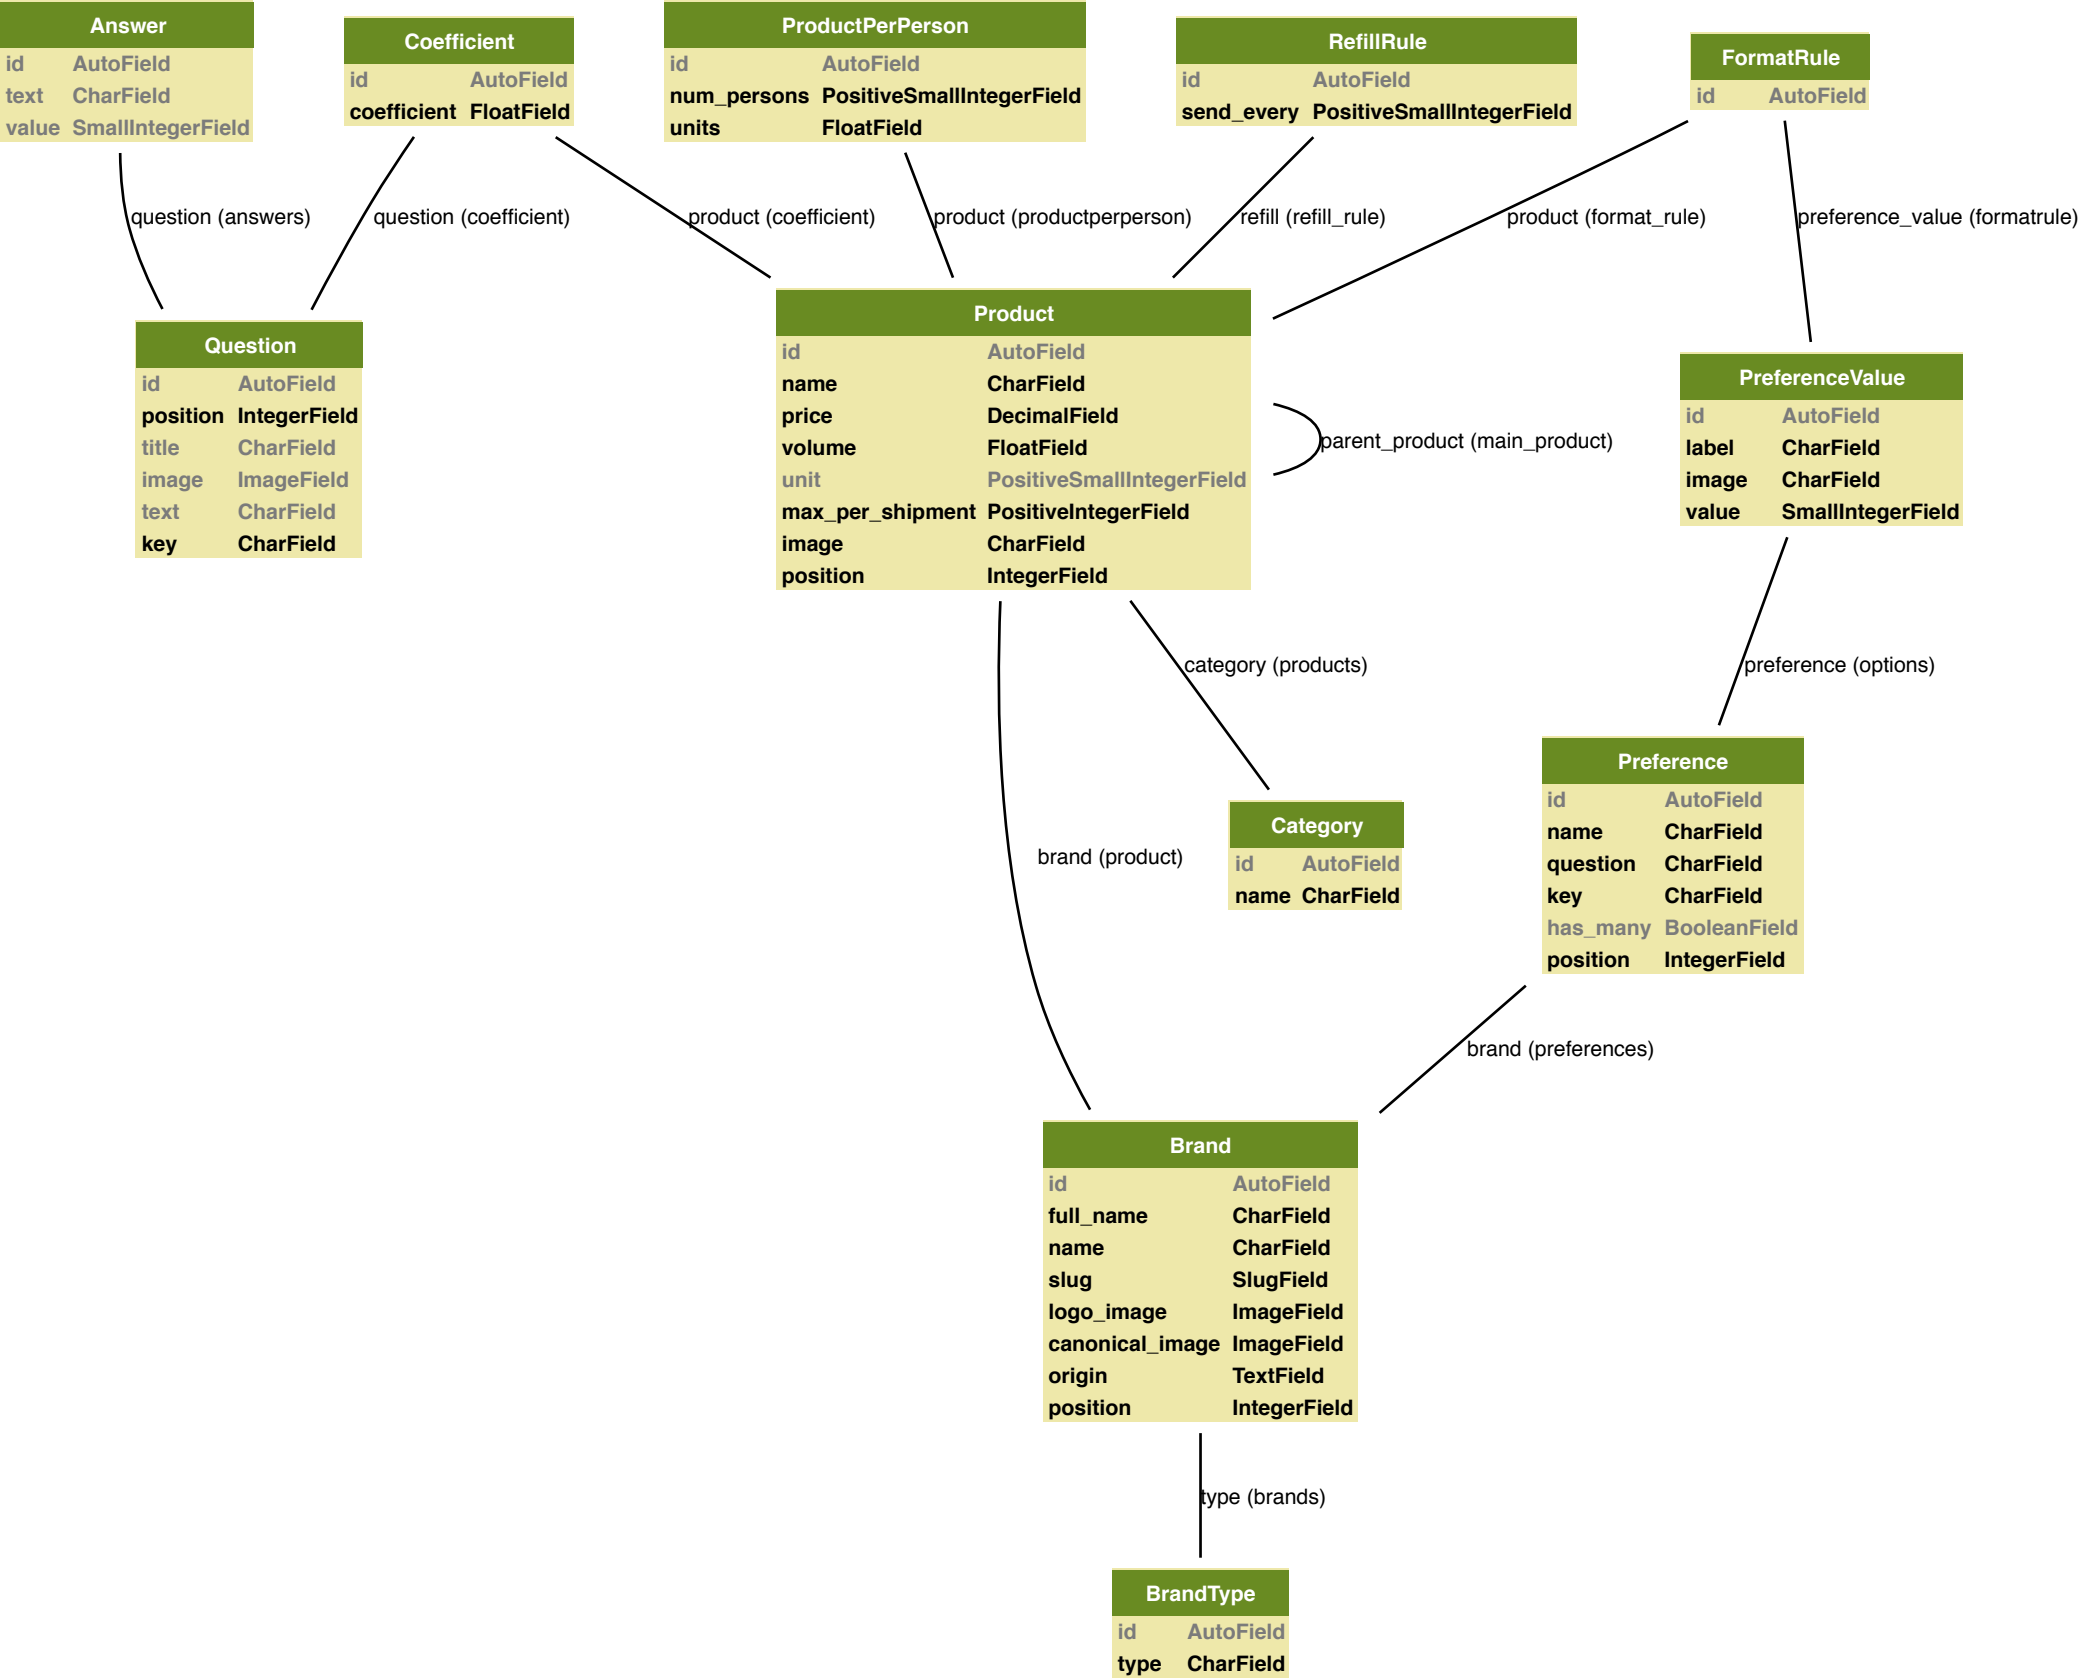 Answer
id AutoField
text CharField
value SmallIntegerField
Coefficient
id AutoField
coefficient FloatField
ProductPerPerson
id AutoField
num_persons PositiveSmallIntegerField
units FloatField
RefillRule
id AutoField
send_every PositiveSmallIntegerField
FormatRule
id AutoField
question (answers)
question (coefficient)
product (coefficient)
product (productperperson)
refill (refill_rule)
product (format_rule)
preference_value (formatrule)
Question
id AutoField
position IntegerField
title CharField
image ImageField
text CharField
key CharField
Product
id AutoField
name CharField
price DecimalField
volume FloatField
unit PositiveSmallIntegerField
max_per_shipment PositiveIntegerField
image CharField
position IntegerField
parent_product (main_product)
PreferenceValue
id AutoField
label CharField
image CharField
value SmallIntegerField
category (products)
preference (options)
Preference
id AutoField
name CharField
question CharField
key CharField
has_many BooleanField
position IntegerField
Category
id AutoField
name CharField
brand (product)
brand (preferences)
Brand
id AutoField
full_name CharField
name CharField
slug SlugField
logo_image ImageField
canonical_image ImageField
origin TextField
position IntegerField
type (brands)
BrandType
id AutoField
type CharField